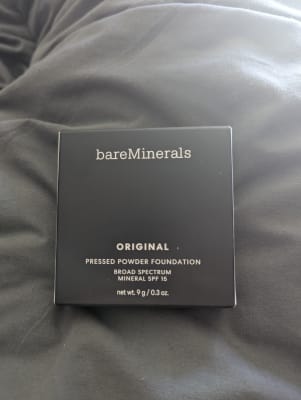 bareMinerals
ORIGINAL
PRESSED POWDER FOUNDATION
BROAD SPECTRUM
MINERAL SPF 15
net wt. 9 g / 0.3 oz.